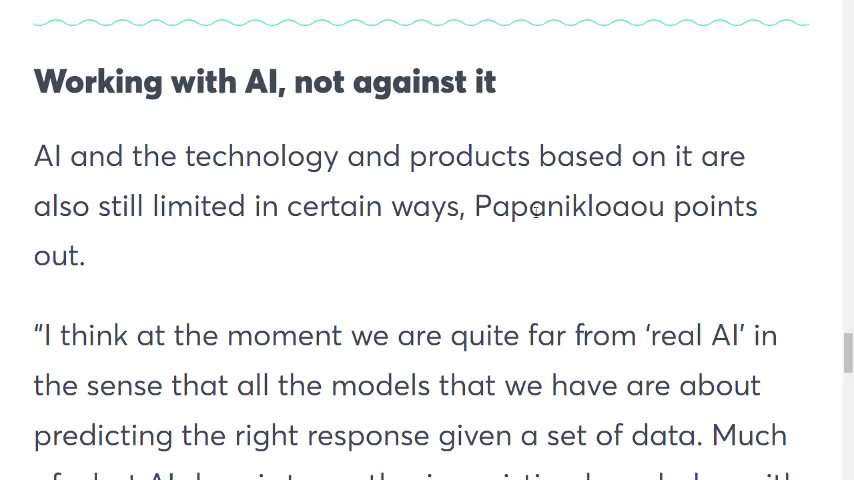 Working with AI, not against it
AI and the technology and products based on it are
also still limited in certain ways, Papanikloaou points
out.
“I think at the moment we are quite far from ‘real AI’ in
the sense that all the models that we have are about
predicting the right response given a set of data. Much